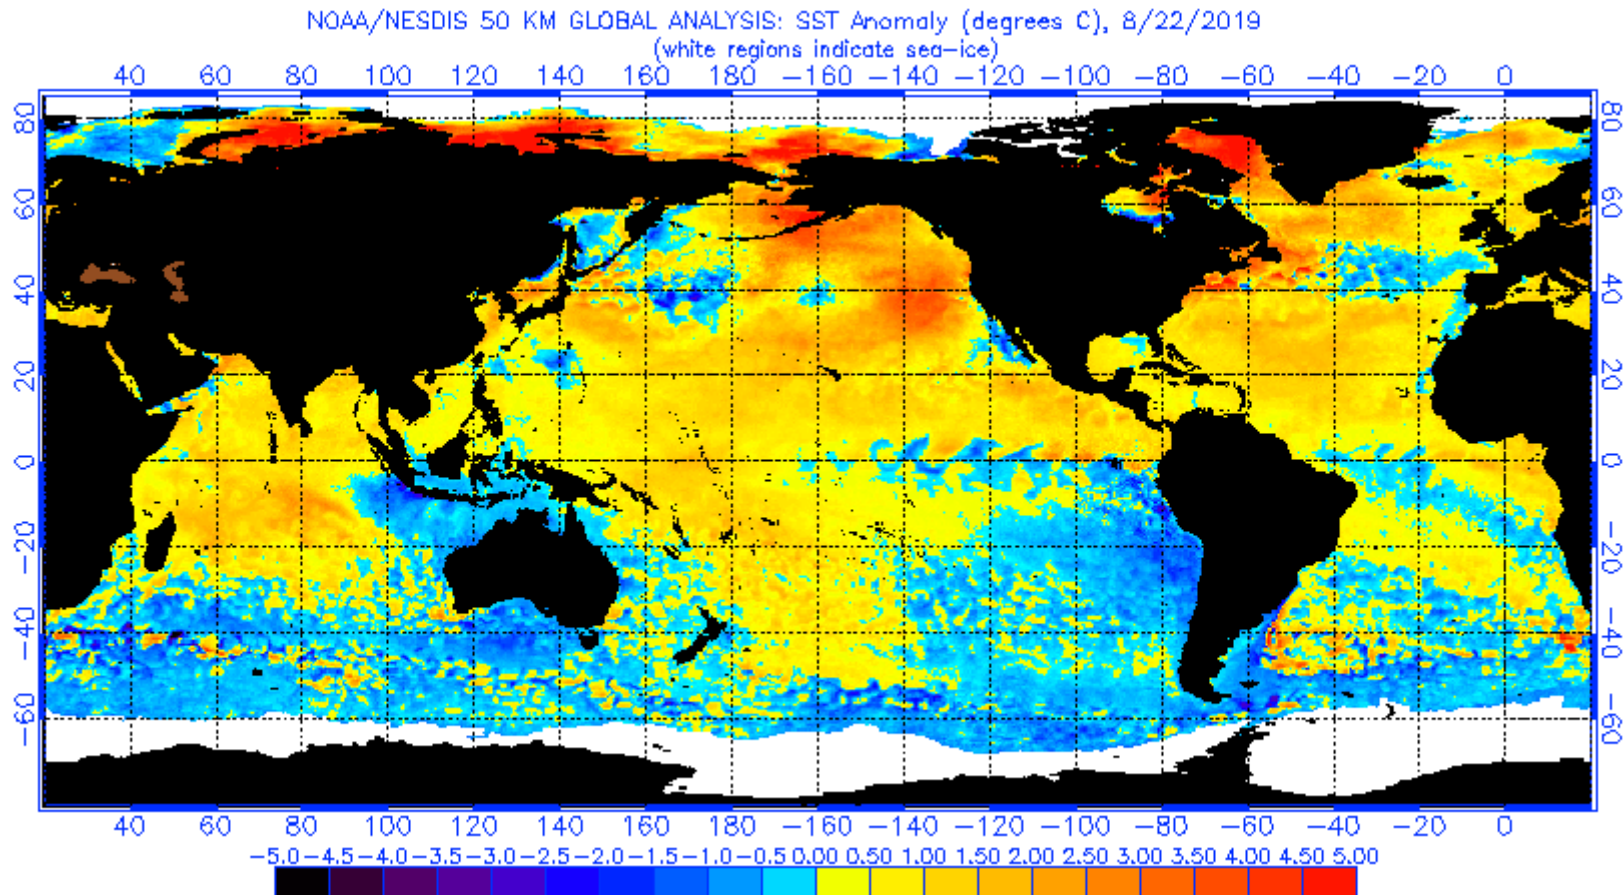 NOAA/NESDIS 50 KM GLOBAL ANALYSIS: SST Anomaly (degrees C), 8/22/2019
(white regions indicate sea-ice)
40 60 80 100 120 140 160 180 -160 -140 -120 -100 -80 -60 -40 -20 0
80 80
60 60
40 40
20 20
0 0
-20 -20
-40 -40
-60 -60
40 60 80 100 120 140 160 180 -160 -140 -120 -100 -80 -60 -40 -20 0
-5.0 -4.5 -4.0 -3.5 -3.0 -2.5 -2.0 -1.5 -1.0 -0.5 0.00 0.50 1.00 1.50 2.00 2.50 3.00 3.50 4.00 4.50 5.00